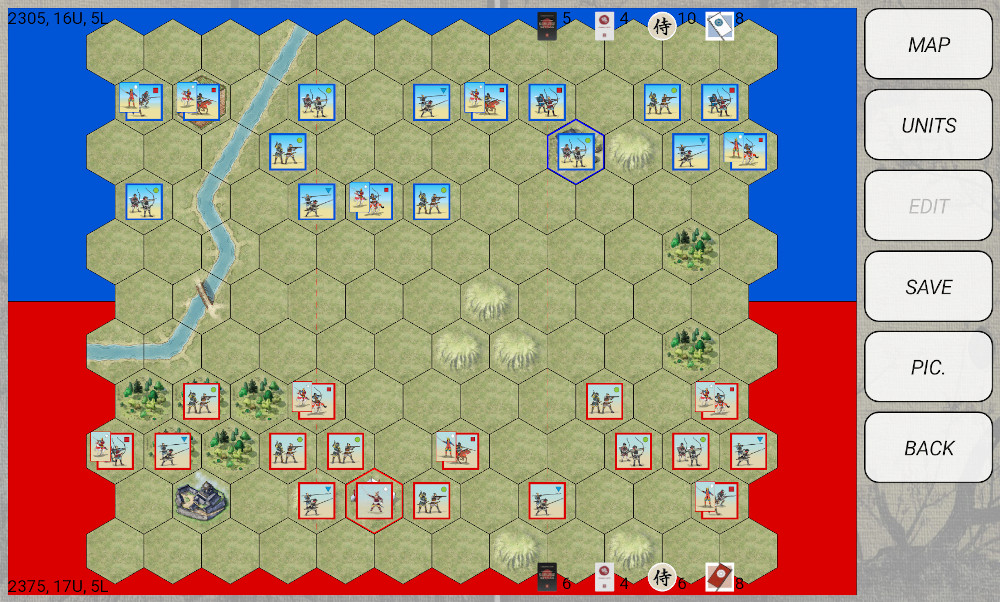 2305, 16U, 5L
5
4
侍
10
8
MAP
UNITS
EDIT
SAVE
PIC.
BACK
2375, 17U, 5L
6
4
侍
6
8